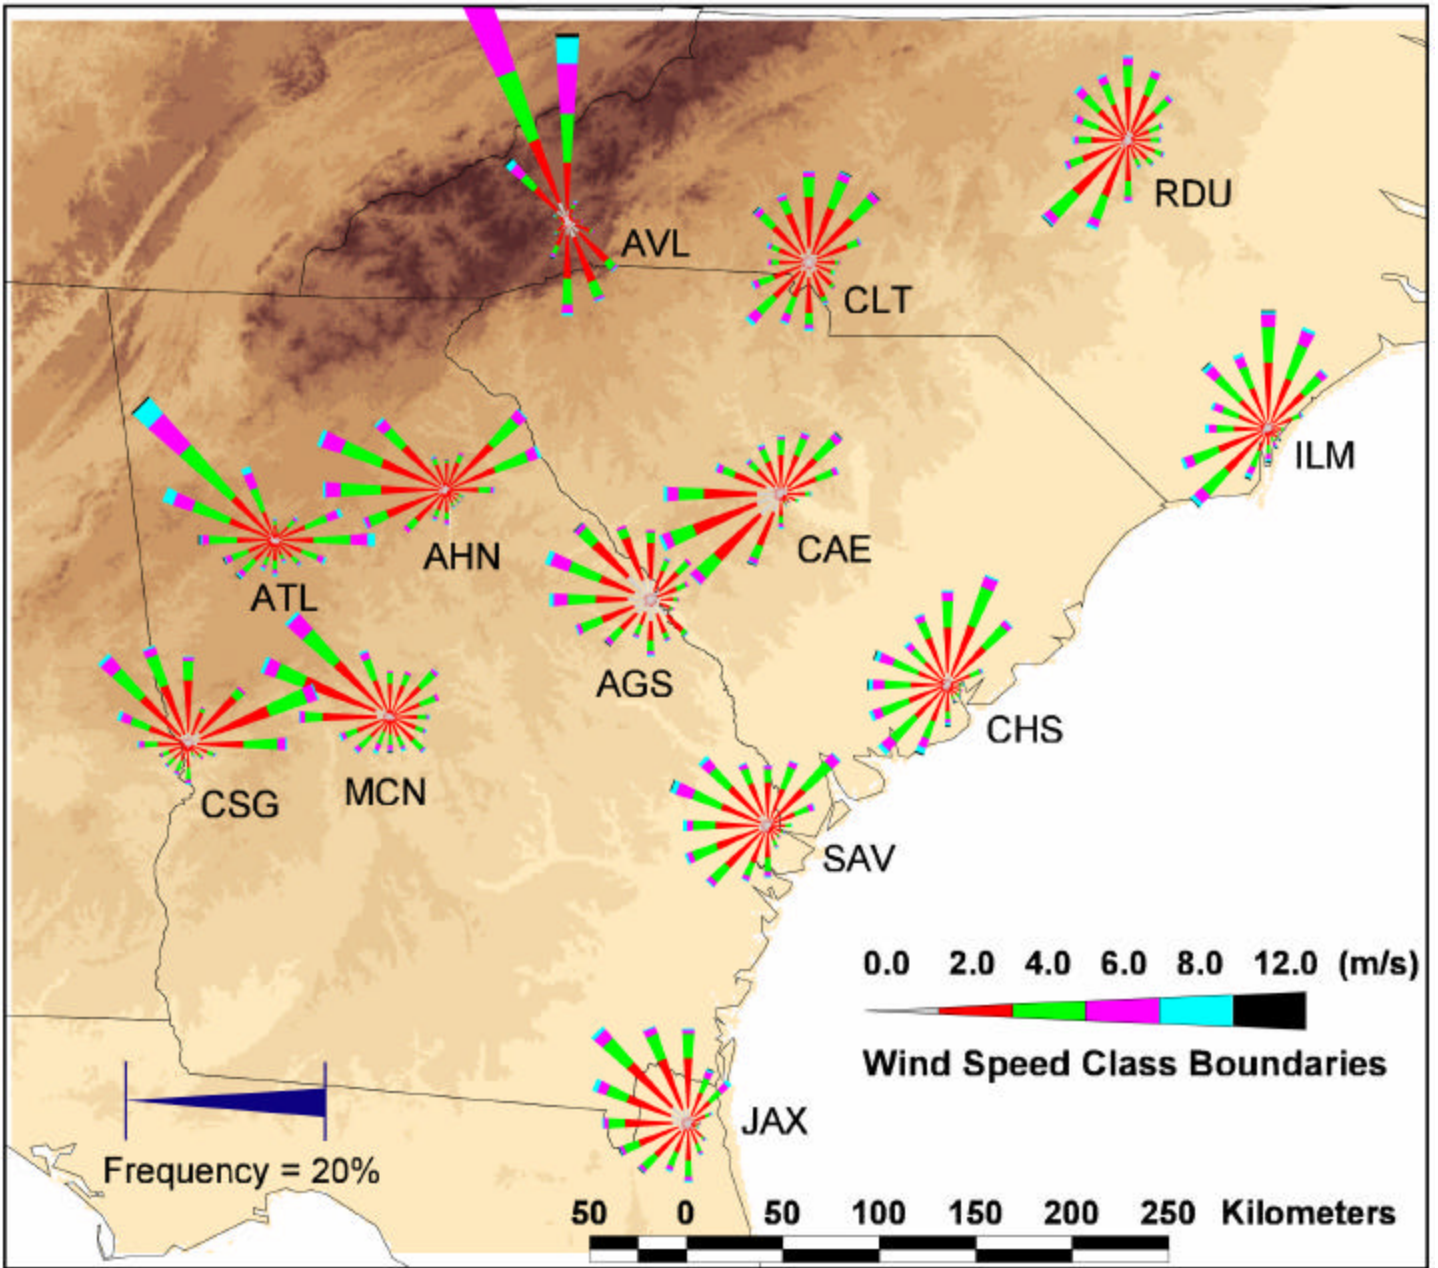 RDU
AVL
CLT
ILM
AHN
CAE
ATL
AGS
CHS
MCN
CSG
SAV
0.0 2.0 4.0 6.0 8.0 12.0 (m/s)
Wind Speed Class Boundaries
JAX
Frequency = 20%
50 0 50 100 150 200 250 Kilometers